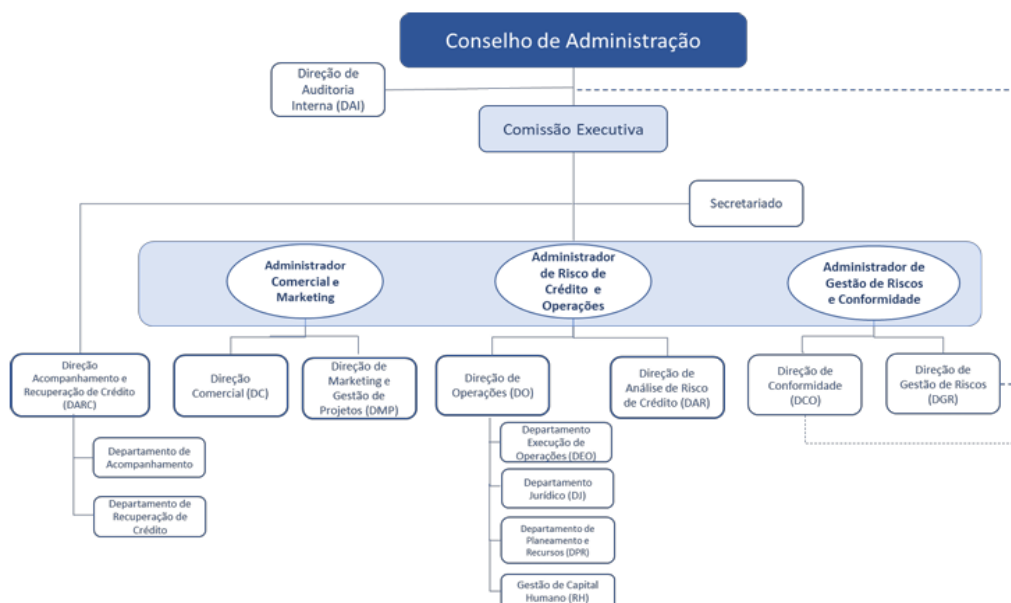 Conselho de Administração
Direção de
Auditoria
Interna (DAI)
Comissão Executiva
Secretariado
Administrador
Comercial e
Marketing
Administrador
de Risco de
Crédito e
Operações
Administrador de
Gestão de Riscos
e Conformidade
Direção
Acompanhamento e
Recuperação de Crédito
(DARC)
Direção
Comercial (DC)
Direção de
Marketing e
Gestão de
Projetos (DMP)
Direção de
Operações (DO)
Direção de
Análise de Risco
de Crédito (DAR)
Direção de
Conformidade
(DCO)
Direção de
Gestão de Riscos
(DGR)
Departamento de
Acompanhamento
Departamento de
Recuperação de
Crédito
Departamento
Execução de
Operações (DEO)
Departamento
Jurídico (DJ)
Departamento de
Planeamento e
Recursos (DPR)
Gestão de Capital
Humano (RH)